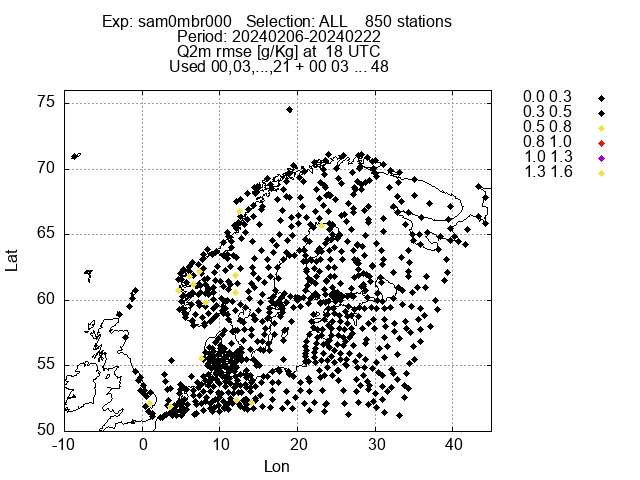 Exp: sam0mbr000   Selection: ALL    850 stations
Period: 20240206-20240222
Q2m rmse [g/Kg] at  18 UTC
Used 00,03,...,21 + 00 03 ... 48
75
70
65
60
55
50
-10 0 10 20 30 40
Lat
Lon
0.0 0.3
0.3 0.5
0.5 0.8
0.8 1.0
1.0 1.3
1.3 1.6